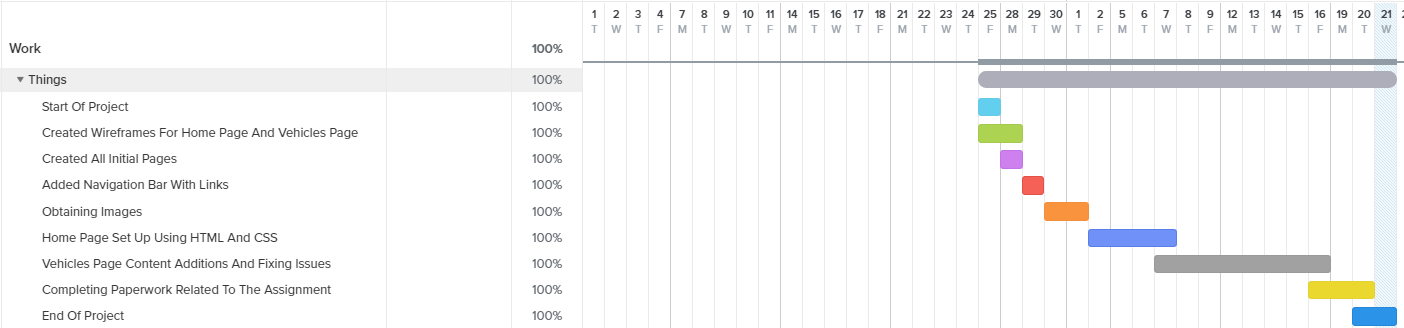 1 2 3 4 7 8 9 10 11 14 15 16 17 18 21 22 23 24 25 28 29 30 1 2 5 6 7 8 9 12 13 14 15 16 19 20 21
T W T F M T W T F M T W T F M T W T F M T W T F M T W T F M T W T F M T W
Work 100%
Things 100%
Start Of Project 100%
Created Wireframes For Home Page And Vehicles Page 100%
Created All Initial Pages 100%
Added Navigation Bar With Links 100%
Obtaining Images 100%
Home Page Set Up Using HTML And CSS 100%
Vehicles Page Content Additions And Fixing Issues 100%
Completing Paperwork Related To The Assignment 100%
End Of Project 100%